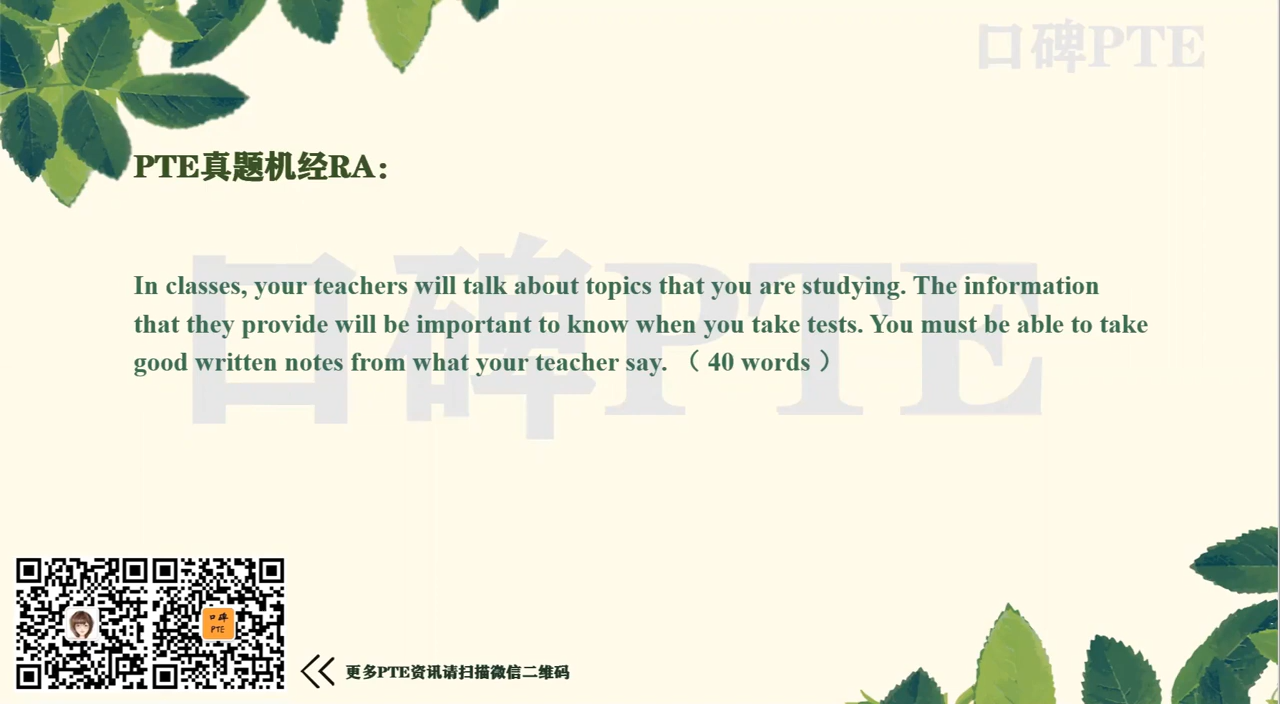 口碑PTE
PTE真题机经RA：
口碑PTE
In classes, your teachers will talk about topics that you are studying. The information
that they provide will be important to know when you take tests. You must be able to take
good written notes from what your teacher say. （ 40 words ）
口碑
PTE
更多PTE资讯请扫描微信二维码